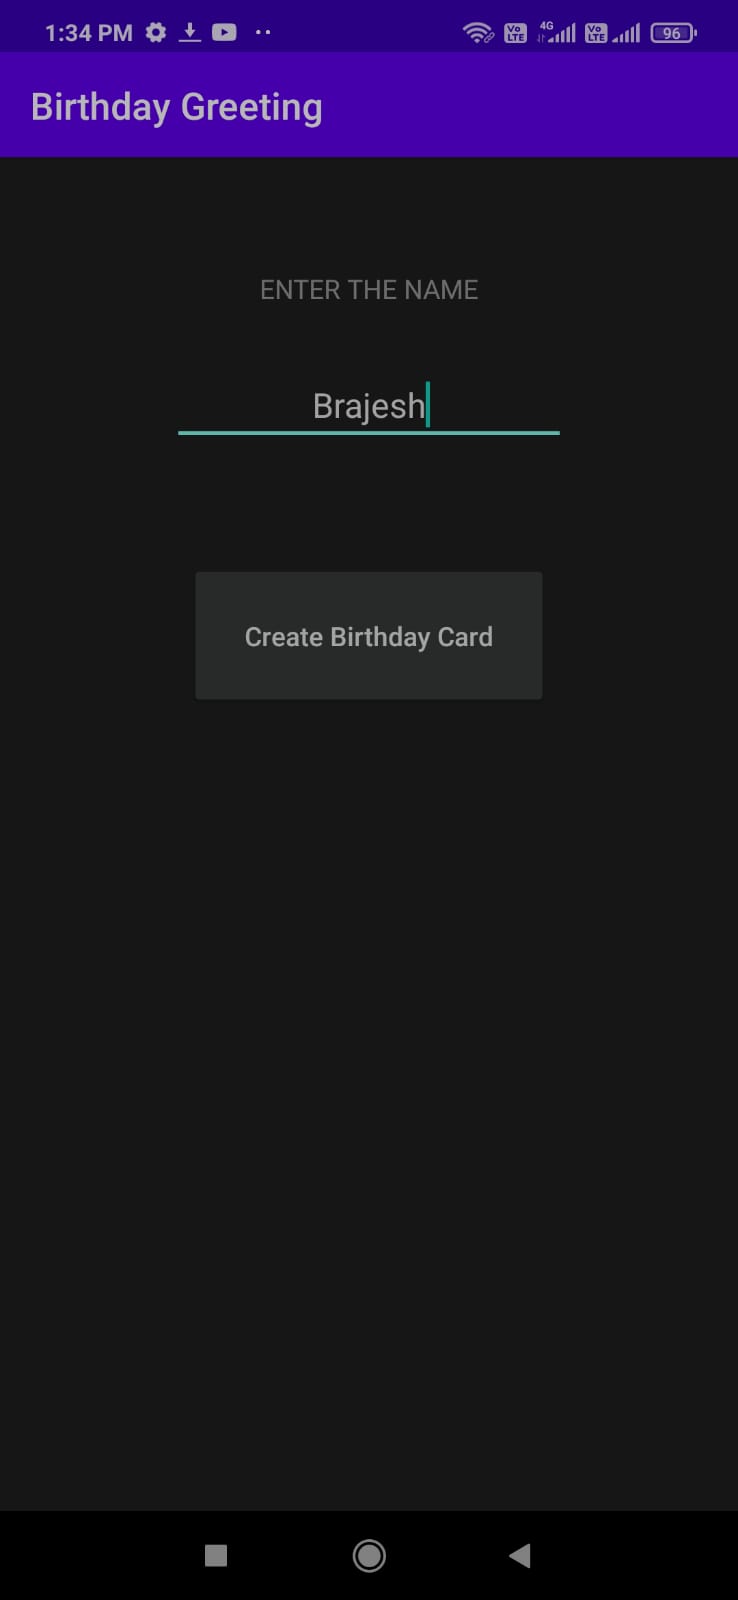 1:34 PM
Vo LTE 4G Vo LTE 96
Birthday Greeting
ENTER THE NAME
Brajesh
Create Birthday Card